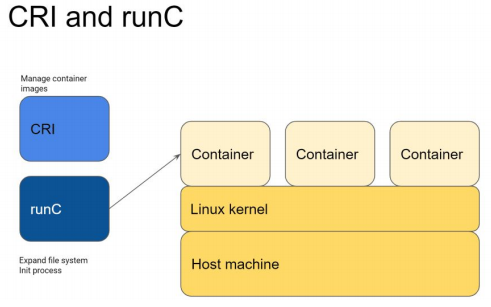 CRI and runC
Manage container
images
CRI
runC
Expand file system
Init process
Container
Container
Container
Linux kernel
Host machine